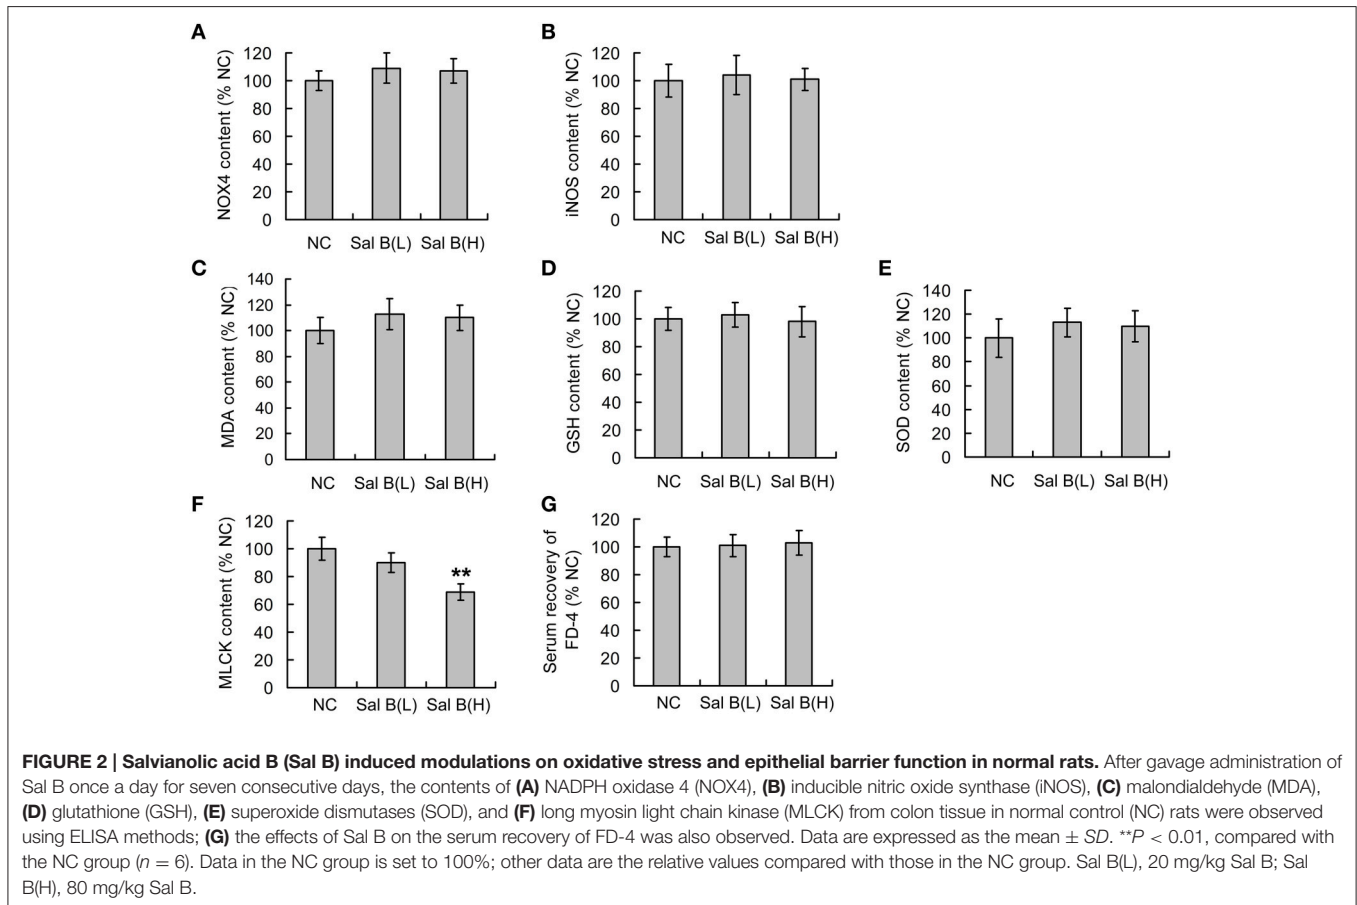 A
NOX4 content (% NC)
120
100
80
60
40
20
0
NC Sal B(L) Sal B(H)
B
iNOS content (% NC)
120
100
80
60
40
20
0
NC Sal B(L) Sal B(H)
C
MDA content (% NC)
140
120
100
80
60
40
20
0
NC Sal B(L) Sal B(H)
D
GSH content (% NC)
120
100
80
60
40
20
0
NC Sal B(L) Sal B(H)
E
SOD content (% NC)
140
120
100
80
60
40
20
0
NC Sal B(L) Sal B(H)
F
MLCK content (% NC)
120
100
80
60
40
20
0
**
NC Sal B(L) Sal B(H)
G
Serum recovery of
FD-4 (% NC)
120
100
80
60
40
20
0
NC Sal B(L) Sal B(H)
FIGURE 2 | Salvianolic acid B (Sal B) induced modulations on oxidative stress and epithelial barrier function in normal rats. After gavage administration of
Sal B once a day for seven consecutive days, the contents of (A) NADPH oxidase 4 (NOX4), (B) inducible nitric oxide synthase (iNOS), (C) malondialdehyde (MDA),
(D) glutathione (GSH), (E) superoxide dismutases (SOD), and (F) long myosin light chain kinase (MLCK) from colon tissue in normal control (NC) rats were observed
using ELISA methods; (G) the effects of Sal B on the serum recovery of FD-4 was also observed. Data are expressed as the mean ± SD. **P < 0.01, compared with
the NC group (n = 6). Data in the NC group is set to 100%; other data are the relative values compared with those in the NC group. Sal B(L), 20 mg/kg Sal B; Sal
B(H), 80 mg/kg Sal B.